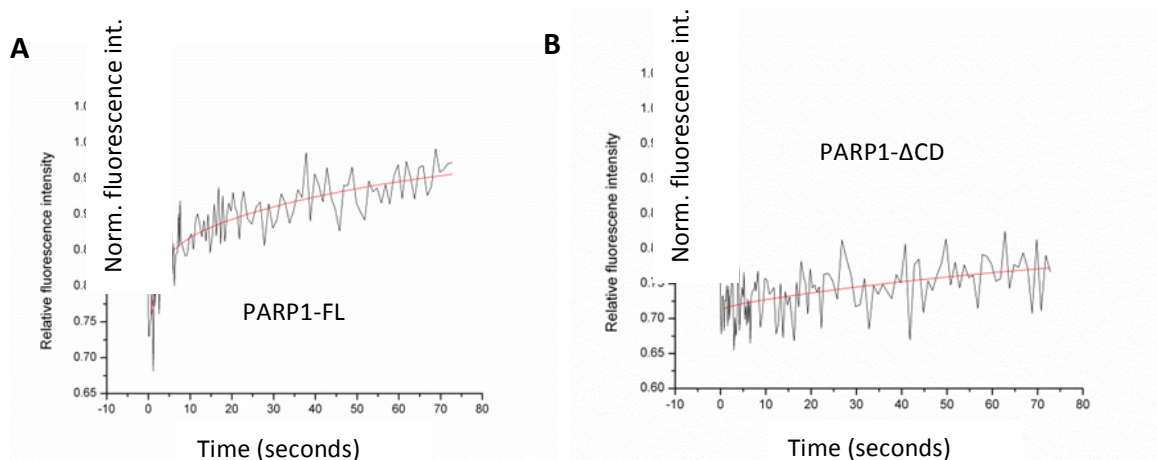 A
Norm. fluorescence int.
Relative fluorescence intensity
0.75
0.70
0.65
-10 0 10 20 30 40 50 60 70 80
PARP1-FL
Time (seconds)
B
Norm. fluorescence int.
Relative fluorescene intensity
0.70
0.65
0.60
-10 0 10 20 30 40 50 60 70 80
PARP1-ΔCD
Time (seconds)